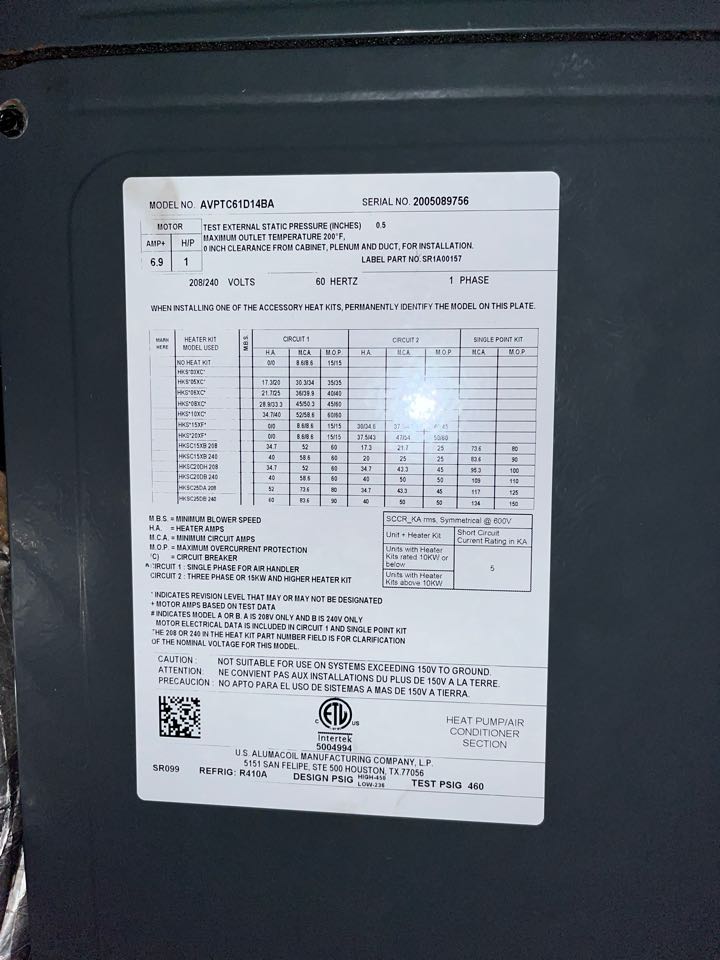 MODEL NO. AVPTC61D14BA SERIAL NO. 2005089756
MOTOR
AMP+ H/P
6.9 1
TEST EXTERNAL STATIC PRESSURE (INCHES) 0.5
MAXIMUM OUTLET TEMPERATURE 200°F,
0 INCH CLEARANCE FROM CABINET, PLENUM AND DUCT, FOR INSTALLATION.
LABEL PART NO. SR1A00157
208/240 VOLTS 60 HERTZ 1 PHASE
WHEN INSTALLING ONE OF THE ACCESSORY HEAT KITS, PERMANENTLY IDENTIFY THE MODEL ON THIS PLATE.
MARK HERE HEATER KIT MODEL USED M.B.S. CIRCUIT 1 CIRCUIT 2 SINGLE POINT KIT
H.A. M.C.A M.O.P. H.A. M.C.A. M.O.P M.C.A M.O.P.
NO HEAT KIT 0/0 8.6/8.6 15/15
HKS*03XC*
HKS*05XC* 17.3/20 30.3/34 35/35
HKS*06XC* 21.7/25 36/39.9 40/40
HKS*08XC* 28.9/33.3 45/50.3 45/60
HKS*10XC* 34.7/40 52/58.6 60/60
HKS*15XF* 0/0 8.6/8.6 15/15 30/34.6
HKS*20XF* 0/0 8.6/8.6 15/15 37.5/43 47/54 50/60
HKSC15XB 208 34.7 52 60 17.3 21.7 25 73.6 80
HKSC15XB 240 40 58.6 60 20 25 25 83.6 90
HKSC20DH 208 34.7 52 60 34.7 43.3 45 95.3 100
HKSC20DB 240 40 58.6 60 40 50 50 109 110
HKSC25DA 208 52 73.6 80 34.7 43.3 45 117 125
HKSC25DB 240 60 83.6 90 40 50 50 134 150
M.B.S. = MINIMUM BLOWER SPEED
H.A. = HEATER AMPS
M.C.A. = MINIMUM CIRCUIT AMPS
M.O.P. = MAXIMUM OVERCURRENT PROTECTION
C) = CIRCUIT BREAKER
CIRCUIT 1 : SINGLE PHASE FOR AIR HANDLER
CIRCUIT 2 : THREE PHASE OR 15KW AND HIGHER HEATER KIT
SCCR_KA rms, Symmetrical @ 600V
Unit + Heater Kit Short Circuit Current Rating in KA
Units with Heater Kits rated 10KW or below 5
Units with Heater Kits above 10KW
* INDICATES REVISION LEVEL THAT MAY OR MAY NOT BE DESIGNATED
+ MOTOR AMPS BASED ON TEST DATA
# INDICATES MODEL A OR B. A IS 208V ONLY AND B IS 240V ONLY
MOTOR ELECTRICAL DATA IS INCLUDED IN CIRCUIT 1 AND SINGLE POINT KIT
THE 208 OR 240 IN THE HEAT KIT PART NUMBER FIELD IS FOR CLARIFICATION
OF THE NOMINAL VOLTAGE FOR THIS MODEL.
CAUTION : NOT SUITABLE FOR USE ON SYSTEMS EXCEEDING 150V TO GROUND.
ATTENTION : NE CONVIENT PAS AUX INSTALLATIONS DU PLUS DE 150V A LA TERRE.
PRECAUCION : NO APTO PARA EL USO DE SISTEMAS A MAS DE 150V A TIERRA.
C ETL US
Intertek
5004994
HEAT PUMP/AIR
CONDITIONER
SECTION
U.S. ALUMACOIL MANUFACTURING COMPANY, L.P.
5151 SAN FELIPE, STE 500 HOUSTON, TX.77056
SR099 REFRIG: R410A DESIGN PSIG HIGH-450 LOW-236 TEST PSIG 460